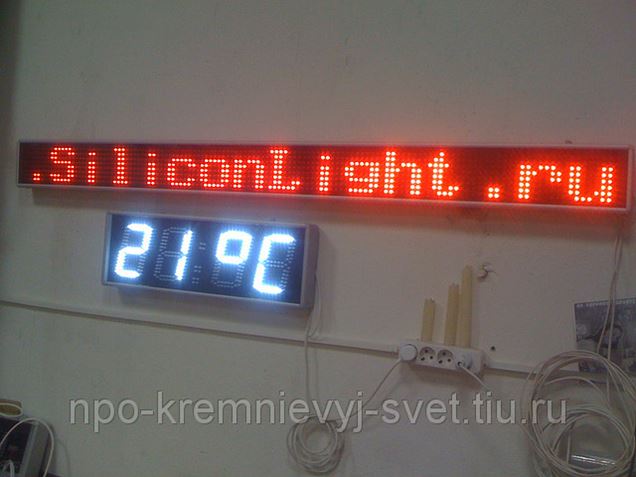 .SiliconLight.ru
21°C
npo-kremnievyj-svet.tiu.ru